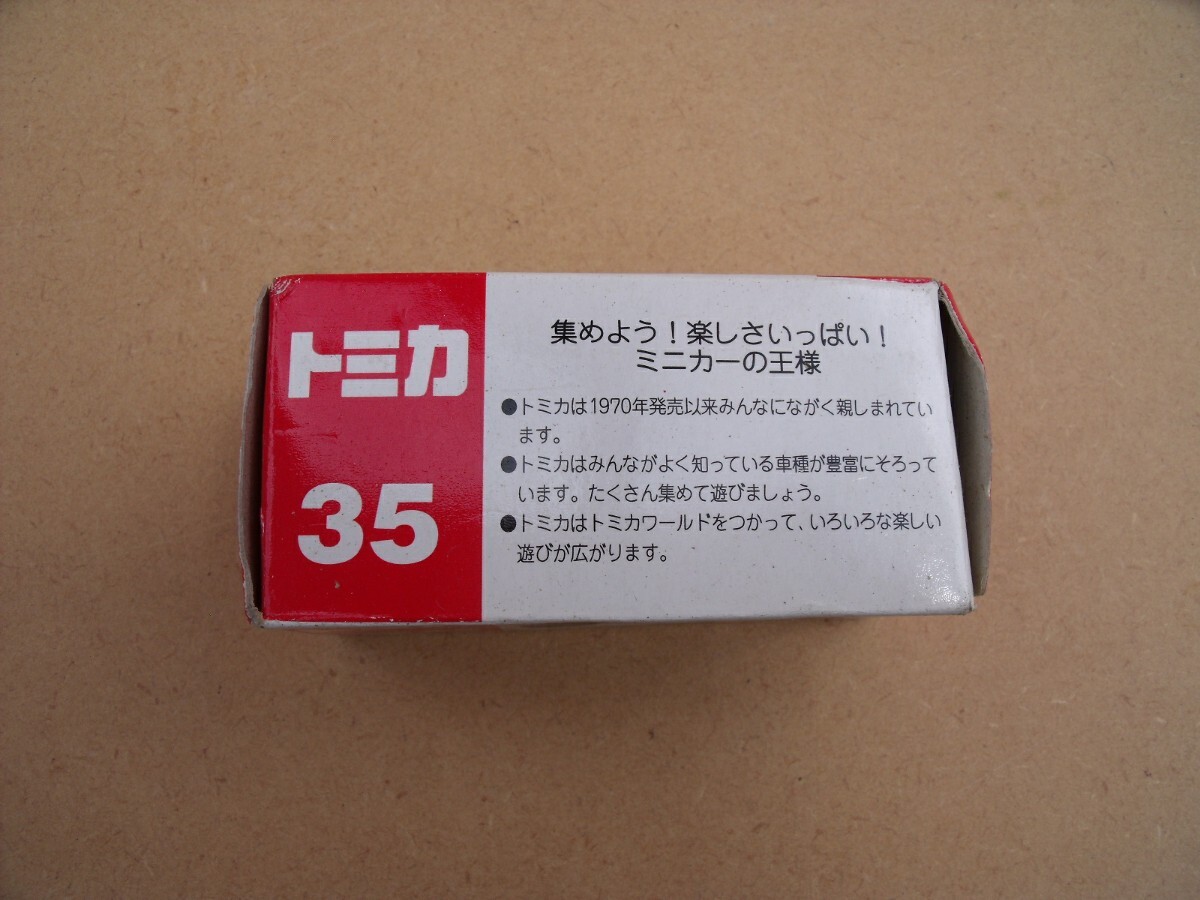 トミカ
35
集めよう！楽しさいっぱい！
ミニカーの王様
●トミカは1970年発売以来みんなにながく親しまれてい
ます。
●トミカはみんながよく知っている車種が豊富にそろって
います。たくさん集めて遊びましょう。
●トミカはトミカワールドをつかって、いろいろな楽しい
遊びが広がります。